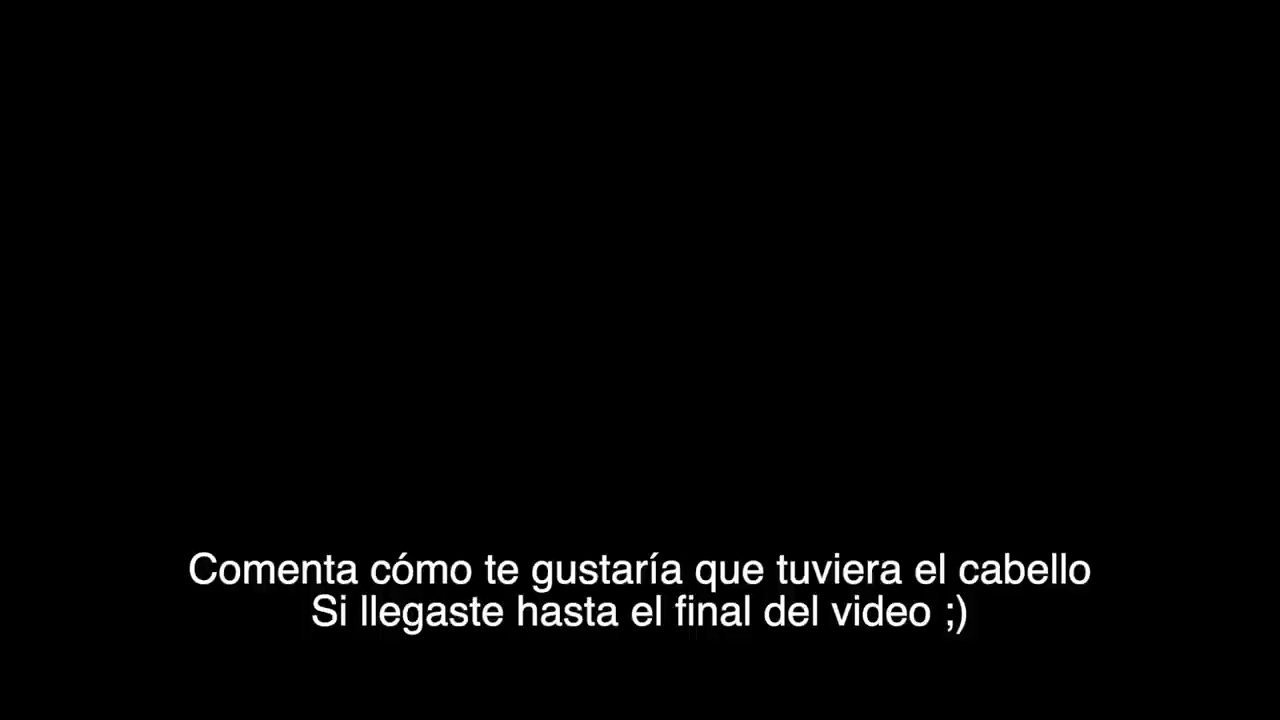 Comenta cómo te gustaría que tuviera el cabello
Si llegaste hasta el final del video ;)